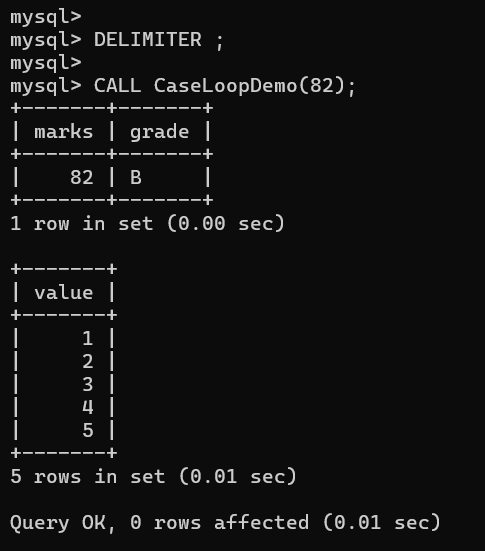 mysql>
mysql> DELIMITER ;
mysql>
mysql> CALL CaseLoopDemo(82);
+-------+-------+
| marks | grade |
+-------+-------+
|    82 | B     |
+-------+-------+
1 row in set (0.00 sec)

+-------+
| value |
+-------+
|     1 |
|     2 |
|     3 |
|     4 |
|     5 |
+-------+
5 rows in set (0.01 sec)

Query OK, 0 rows affected (0.01 sec)